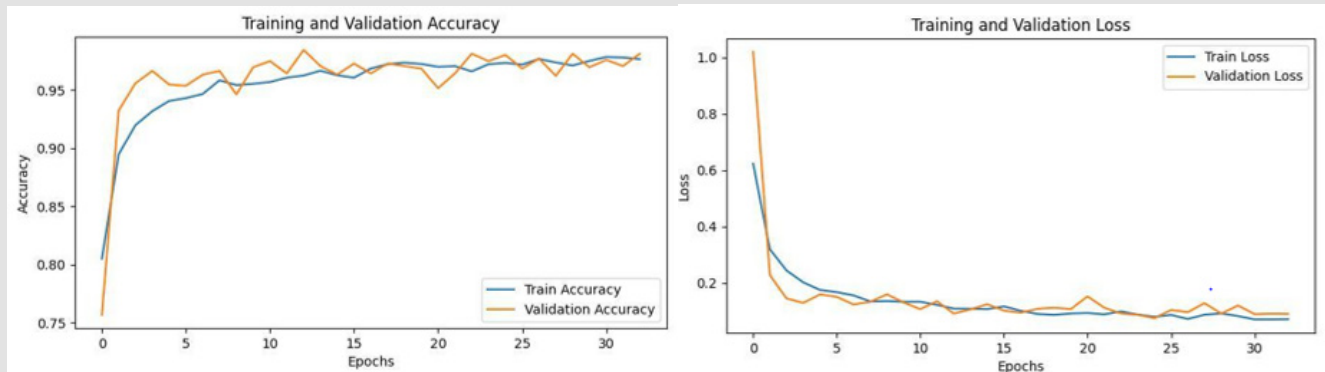 Training and Validation Accuracy
0.95
0.90
0.85
0.80
0.75
Accuracy
Train Accuracy
Validation Accuracy
0 5 10 15 20 25 30
Epochs
Training and Validation Loss
1.0
0.8
0.6
0.4
0.2
Loss
Train Loss
Validation Loss
0 5 10 15 20 25 30
Epochs